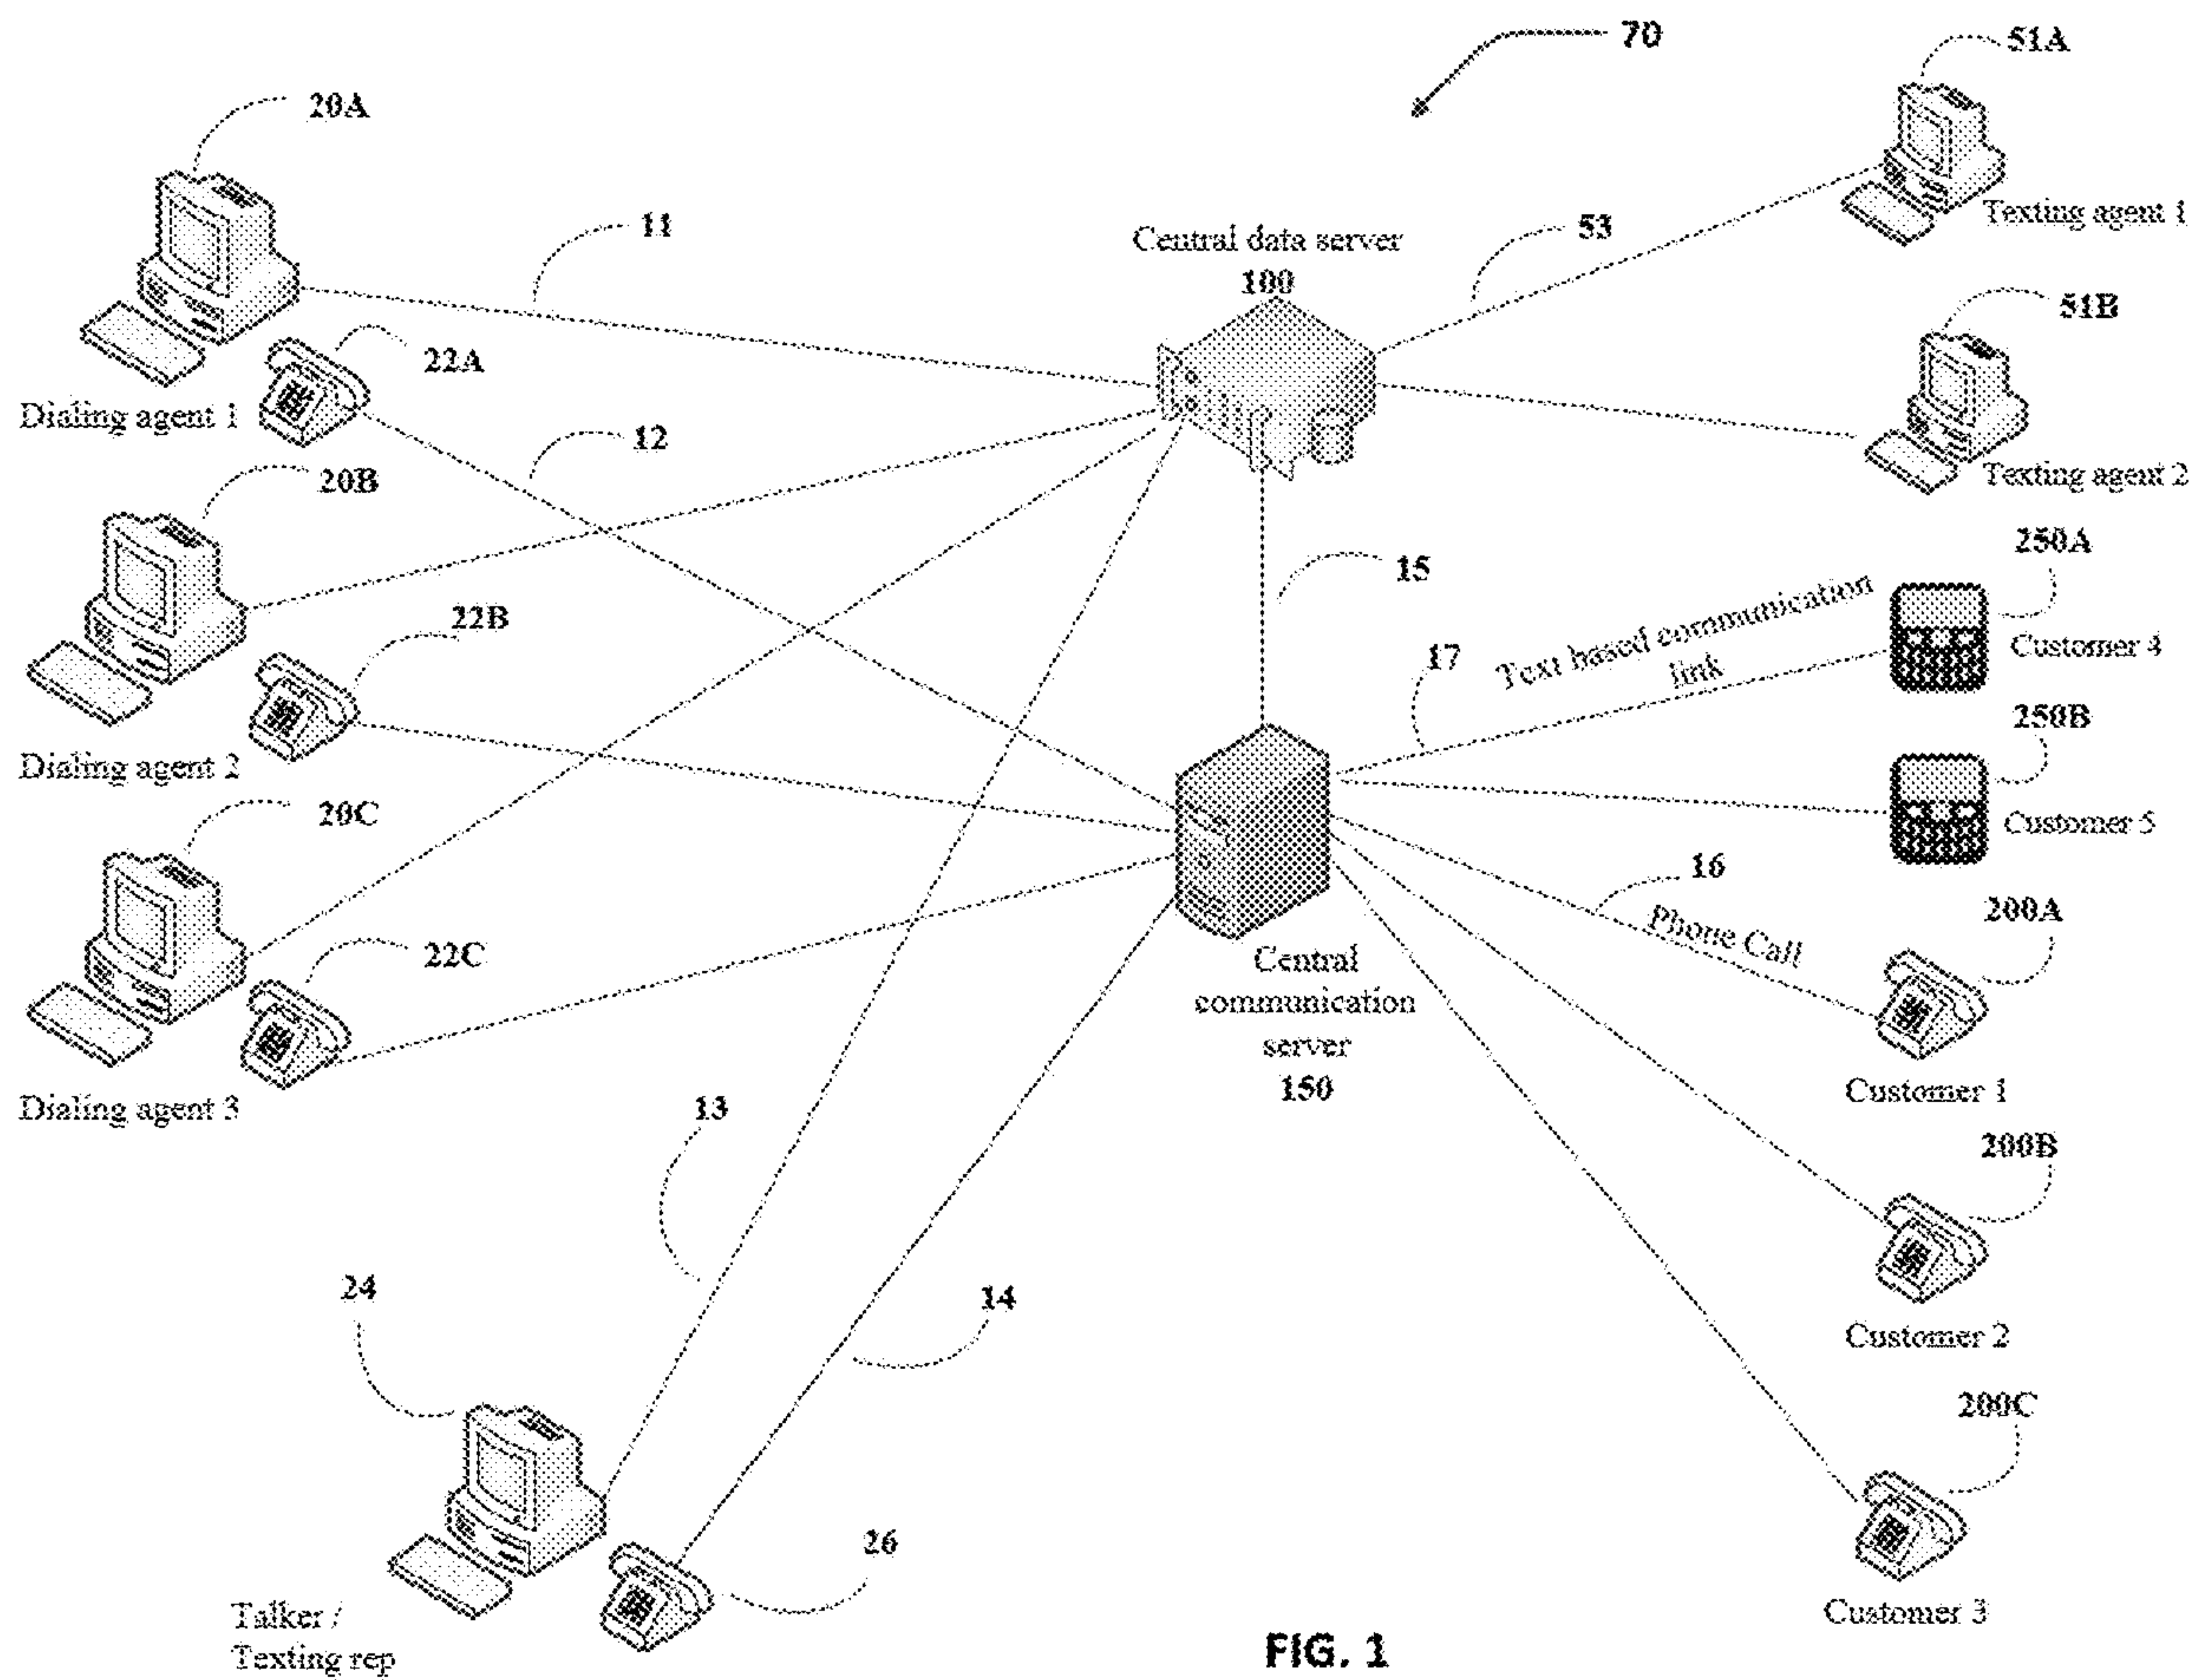 70
51A
20A
Texting agent 1
11
53
Central data server
100
51B
22A
Dialing agent 1
12
20B
Texting agent 2
250A
15
Text based communication
link
17
22B
Customer 4
250B
Dialing agent 2
20C
Customer 5
16
200A
Phone Call
22C
Central
communication
server
150
Customer 1
Dialing agent 3
13
200B
24
14
Customer 2
200C
26
Talker /
Texting rep
Customer 3
FIG. 1